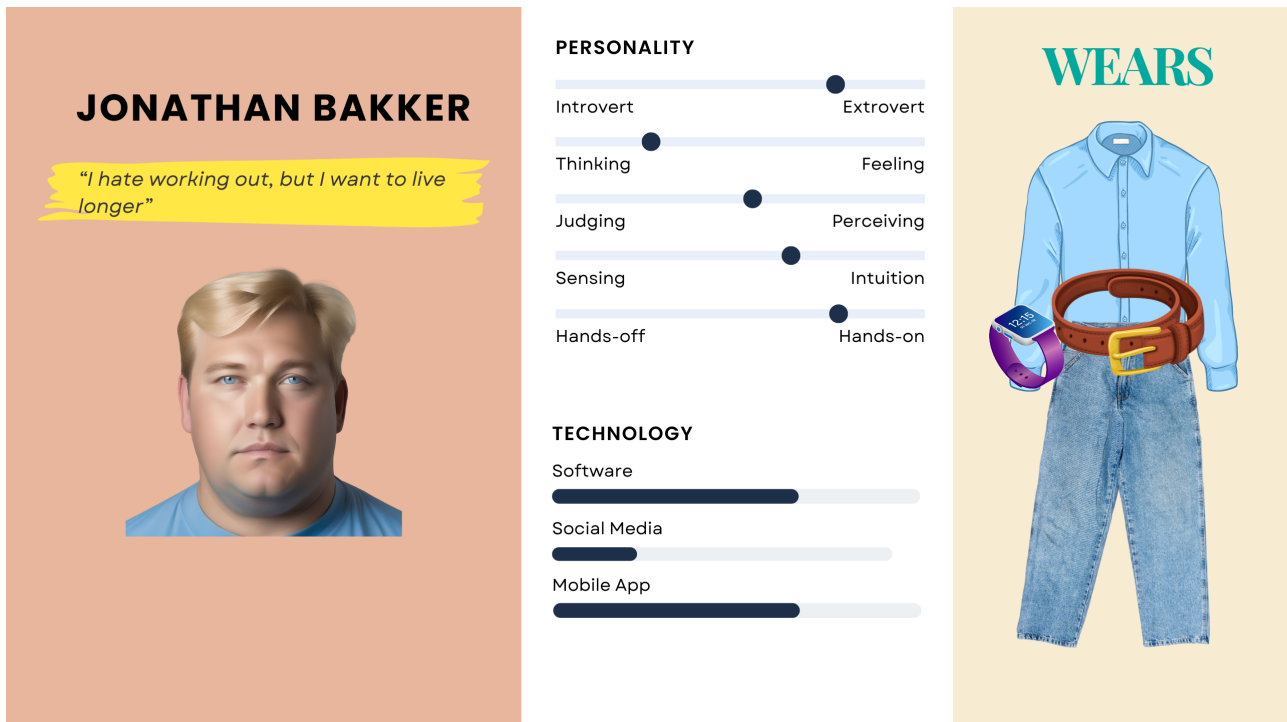 JONATHAN BAKKER
“I hate working out, but I want to live
longer”
PERSONALITY
Introvert Extrovert
Thinking Feeling
Judging Perceiving
Sensing Intuition
Hands-off Hands-on
TECHNOLOGY
Software
Social Media
Mobile App
WEARS
12:15